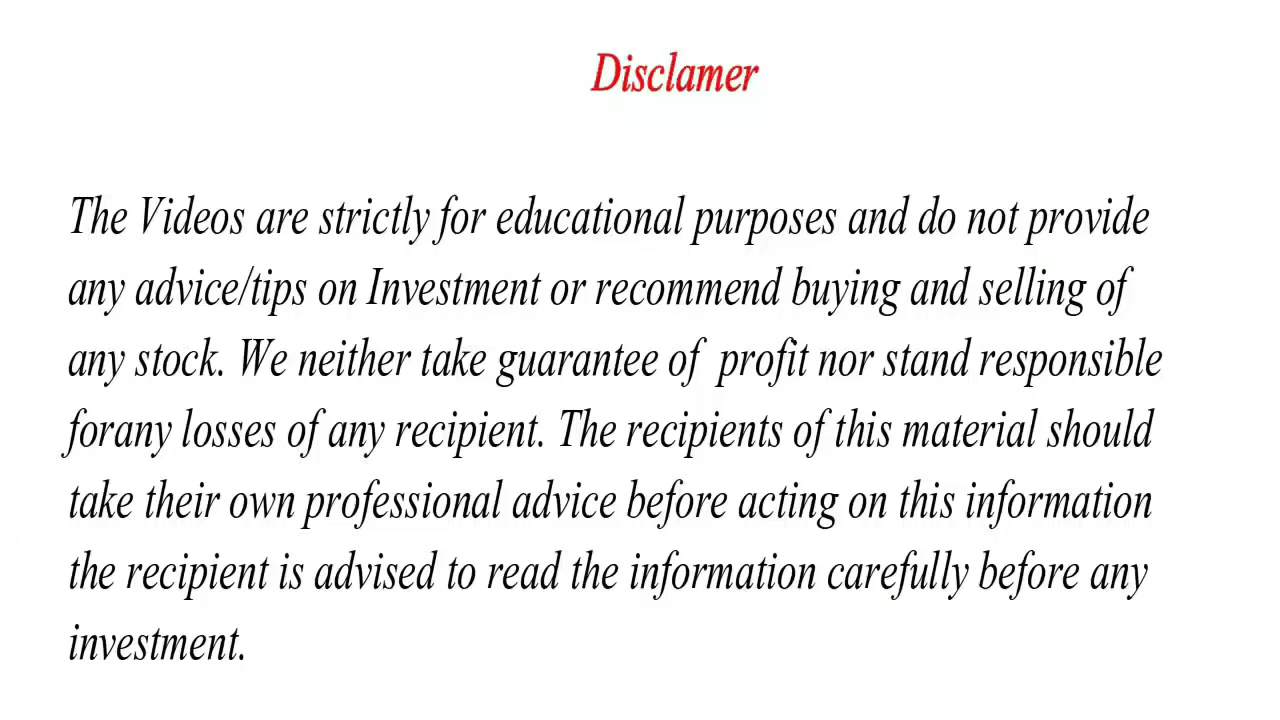 Disclamer
The Videos are strictly for educational purposes and do not provide
any advice/tips on Investment or recommend buying and selling of
any stock. We neither take guarantee of  profit nor stand responsible
forany losses of any recipient. The recipients of this material should
take their own professional advice before acting on this information
the recipient is advised to read the information carefully before any
investment.